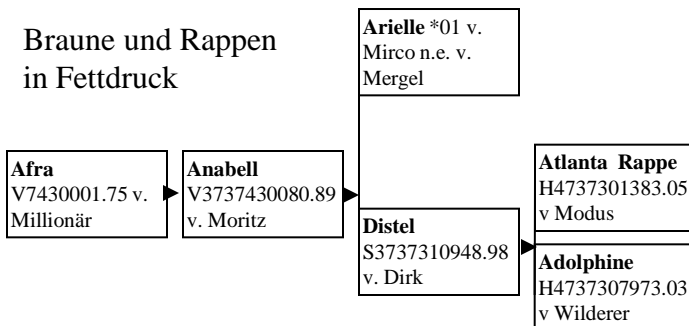 Braune und Rappen
in Fettdruck
Arielle *01 v.
Mirco n.e. v.
Mergel
Afra
V7430001.75 v.
Millionär
Anabell
V3737430080.89
v. Moritz
Distel
S3737310948.98
v. Dirk
Atlanta Rappe
H4737301383.05
v Modus
Adolphine
H4737307973.03
v Wilderer